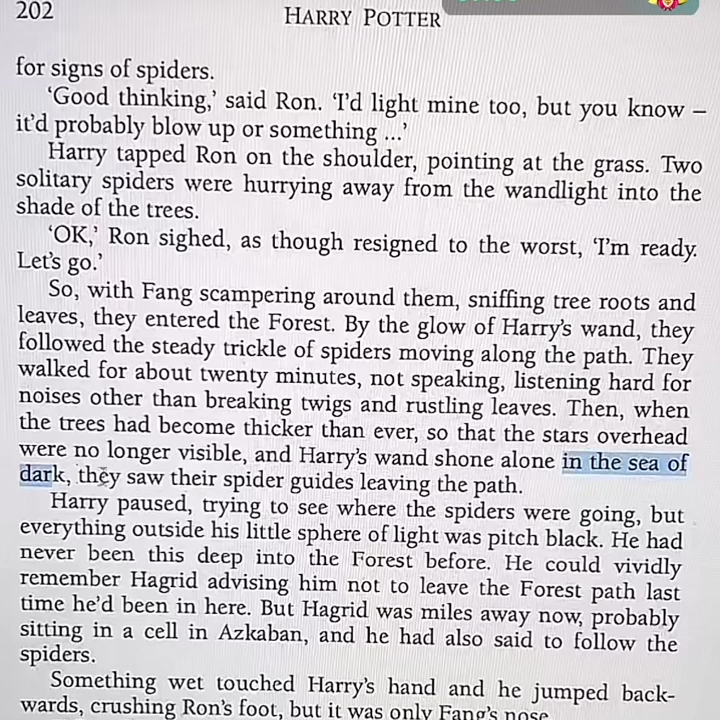 202
HARRY POTTER
for signs of spiders.
‘Good thinking,’ said Ron. ‘I’d light mine too, but you know –
it’d probably blow up or something ...’
Harry tapped Ron on the shoulder, pointing at the grass. Two
solitary spiders were hurrying away from the wandlight into the
shade of the trees.
‘OK,’ Ron sighed, as though resigned to the worst, ‘I’m ready.
Let’s go.’
So, with Fang scampering around them, sniffing tree roots and
leaves, they entered the Forest. By the glow of Harry’s wand, they
followed the steady trickle of spiders moving along the path. They
walked for about twenty minutes, not speaking, listening hard for
noises other than breaking twigs and rustling leaves. Then, when
the trees had become thicker than ever, so that the stars overhead
were no longer visible, and Harry’s wand shone alone in the sea of
dark, they saw their spider guides leaving the path.
Harry paused, trying to see where the spiders were going, but
everything outside his little sphere of light was pitch black. He had
never been this deep into the Forest before. He could vividly
remember Hagrid advising him not to leave the Forest path last
time he’d been in here. But Hagrid was miles away now, probably
sitting in a cell in Azkaban, and he had also said to follow the
spiders.
Something wet touched Harry’s hand and he jumped back-
wards, crushing Ron’s foot, but it was only Fang’s nose.